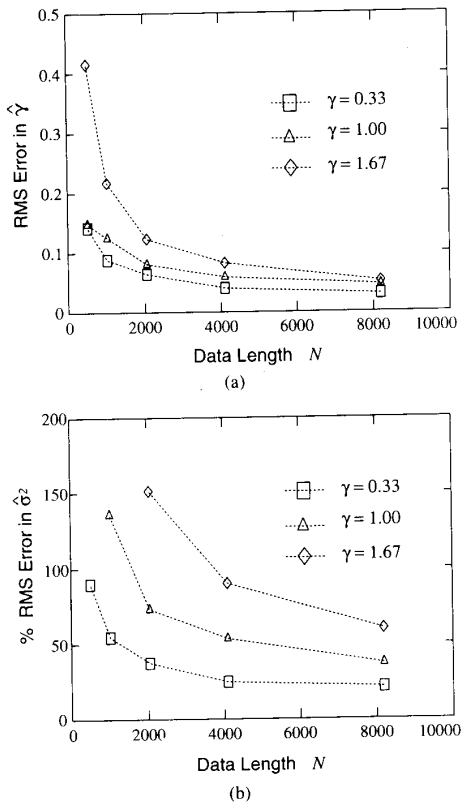 0.5
0.4
0.3
0.2
0.1
0
RMS Error in γ̂
γ = 0.33
γ = 1.00
γ = 1.67
0 2000 4000 6000 8000 10000
Data Length N
(a)
200
150
100
50
0
% RMS Error in σ̂²
γ = 0.33
γ = 1.00
γ = 1.67
0 2000 4000 6000 8000 10000
Data Length N
(b)